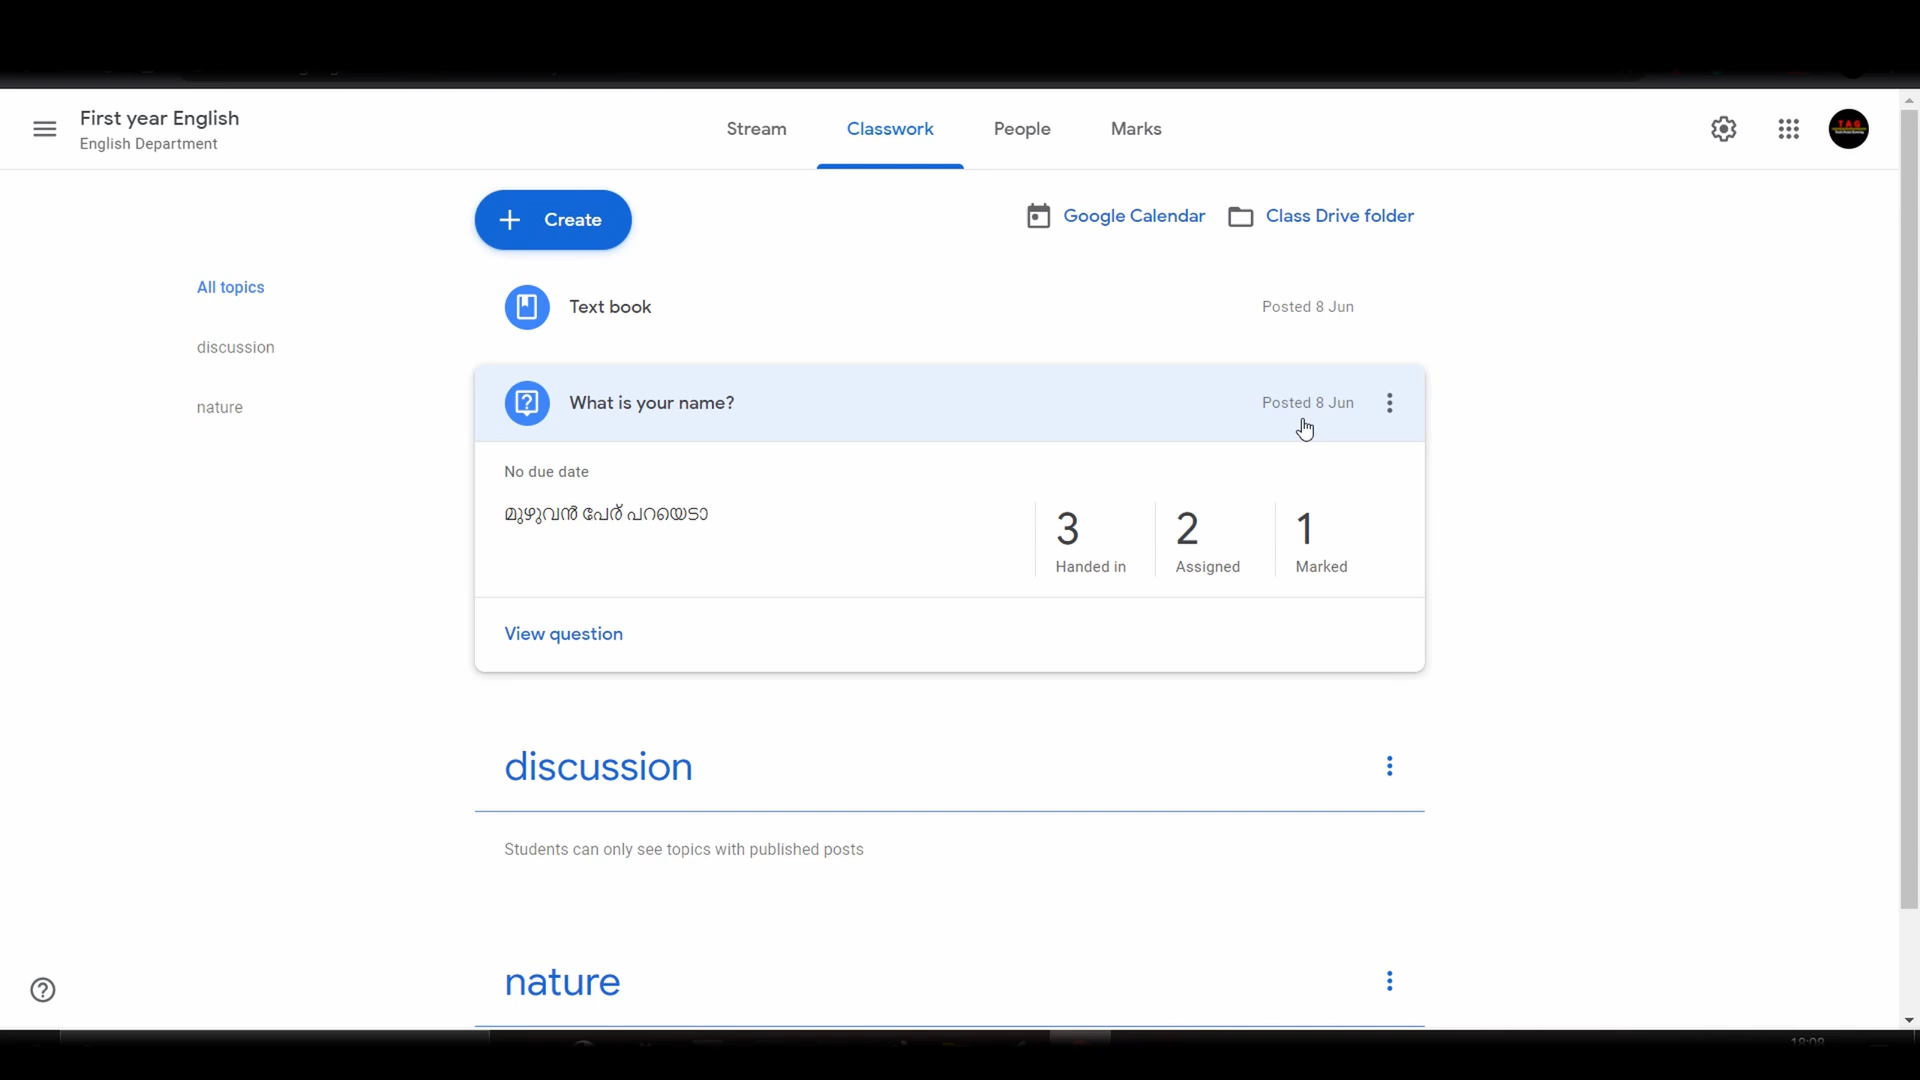 First year English
English Department
Stream
Classwork
People
Marks
TAG
Create
Google Calendar
Class Drive folder
All topics
discussion
nature
Text book
Posted 8 Jun
What is your name?
Posted 8 Jun
No due date
മുഴുവൻ പേര് പറയെടാ
3
Handed in
2
Assigned
1
Marked
View question
discussion
Students can only see topics with published posts
nature